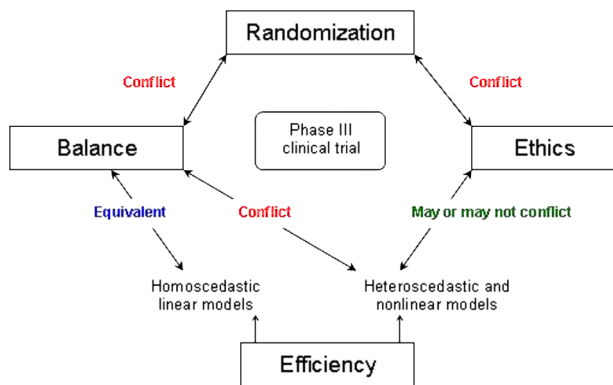 Randomization
Conflict
Conflict
Phase III
clinical trial
Balance
Ethics
Equivalent
Conflict
May or may not conflict
Homoscedastic
linear models
Heteroscedastic and
nonlinear models
Efficiency